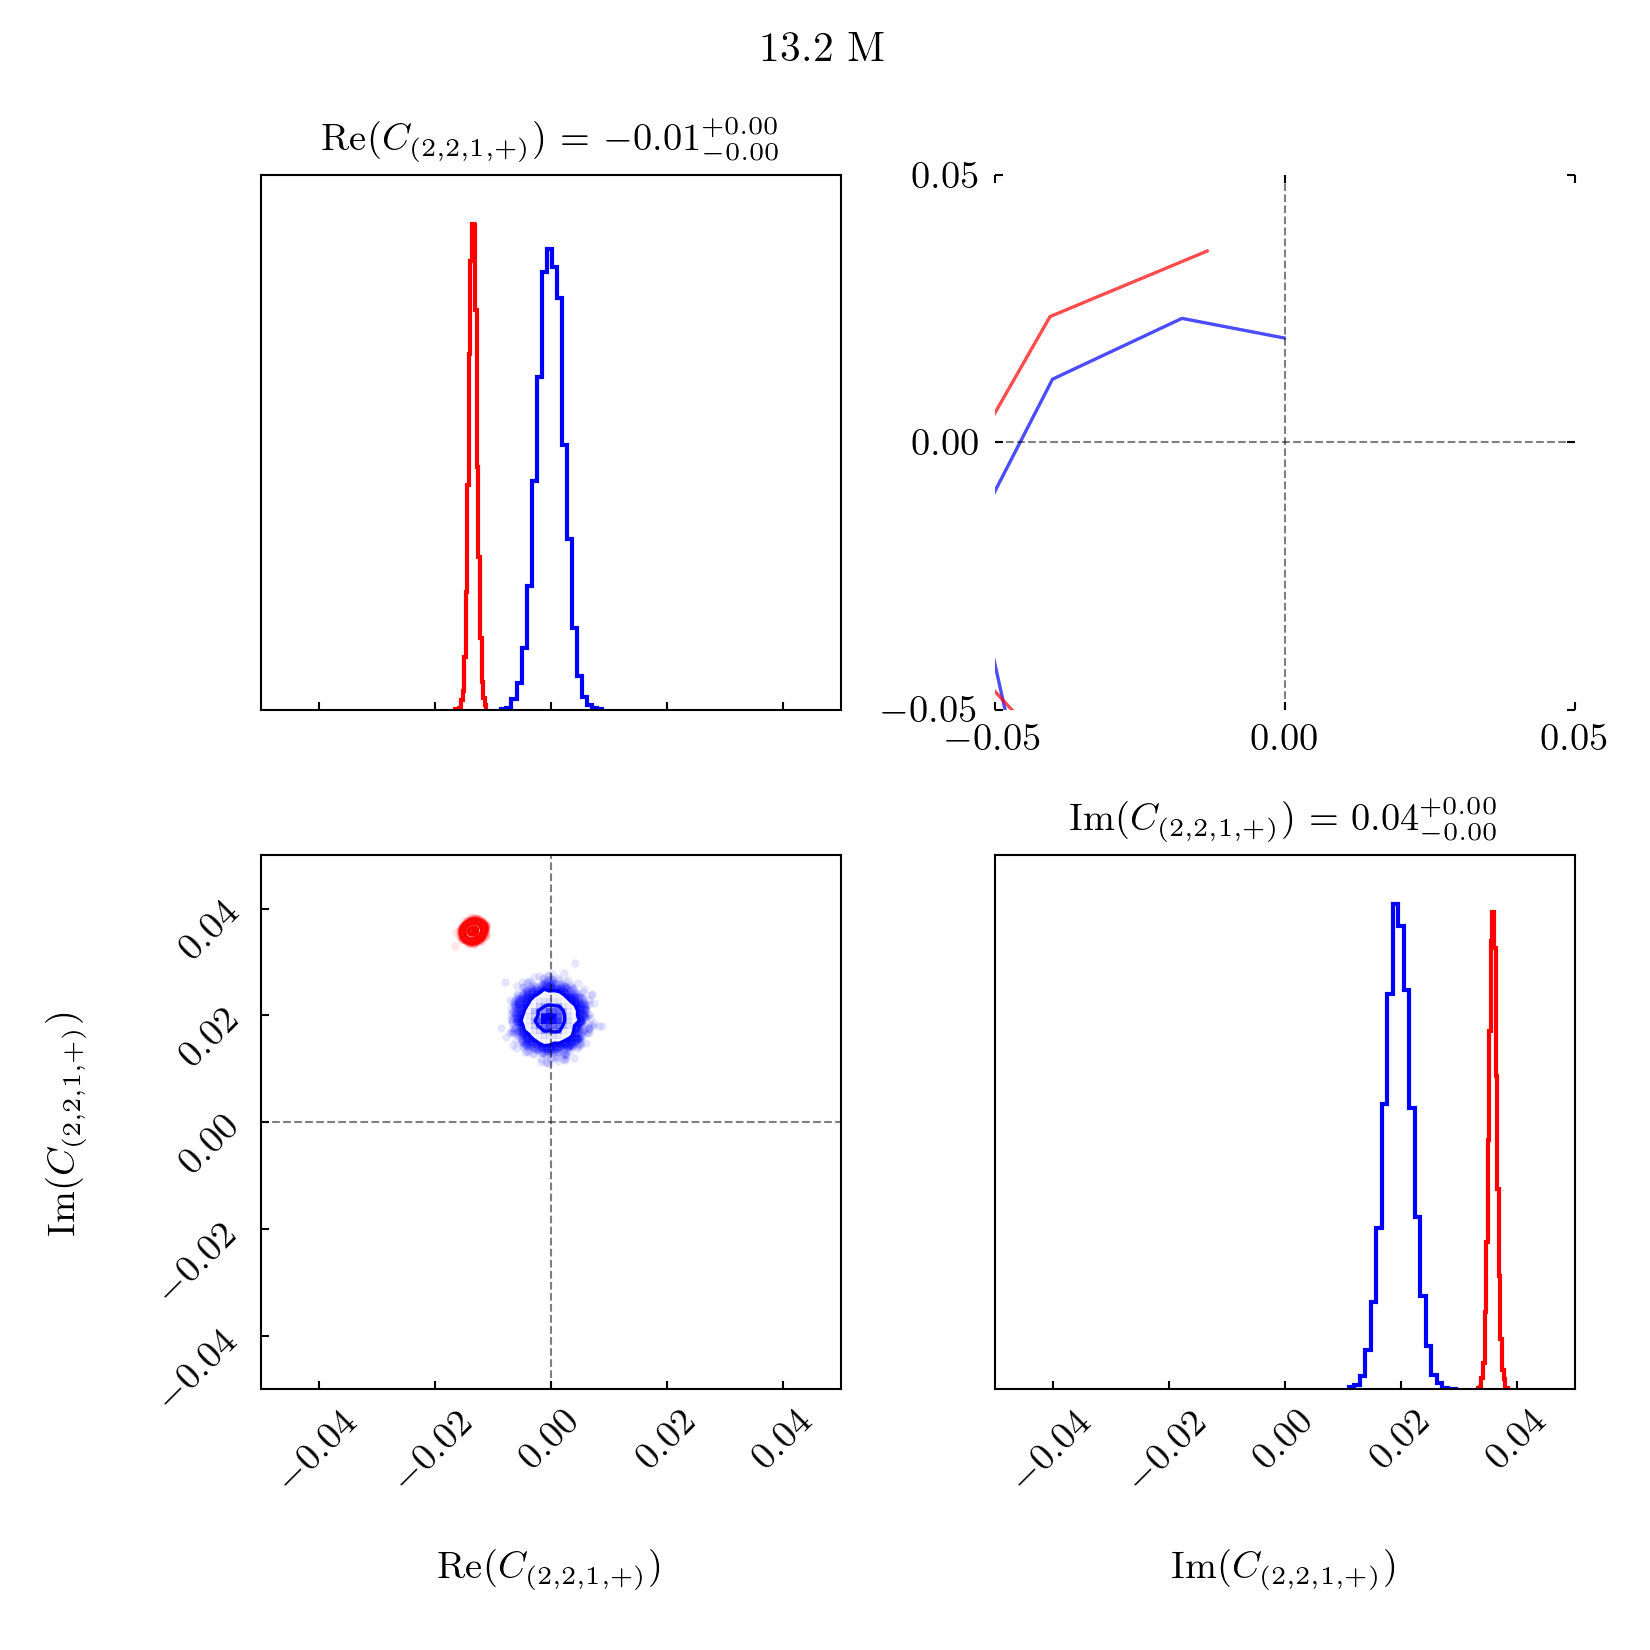 13.2 M
Re(C(2,2,1,+)) = −0.01+0.00−0.00
0.05
0.00
−0.05
−0.05 0.00 0.05
Im(C(2,2,1,+)) = 0.04+0.00−0.00
Im(C(2,2,1,+))
0.04
0.02
0.00
−0.02
−0.04
−0.04 −0.02 0.00 0.02 0.04
−0.04 −0.02 0.00 0.02 0.04
Re(C(2,2,1,+))
Im(C(2,2,1,+))